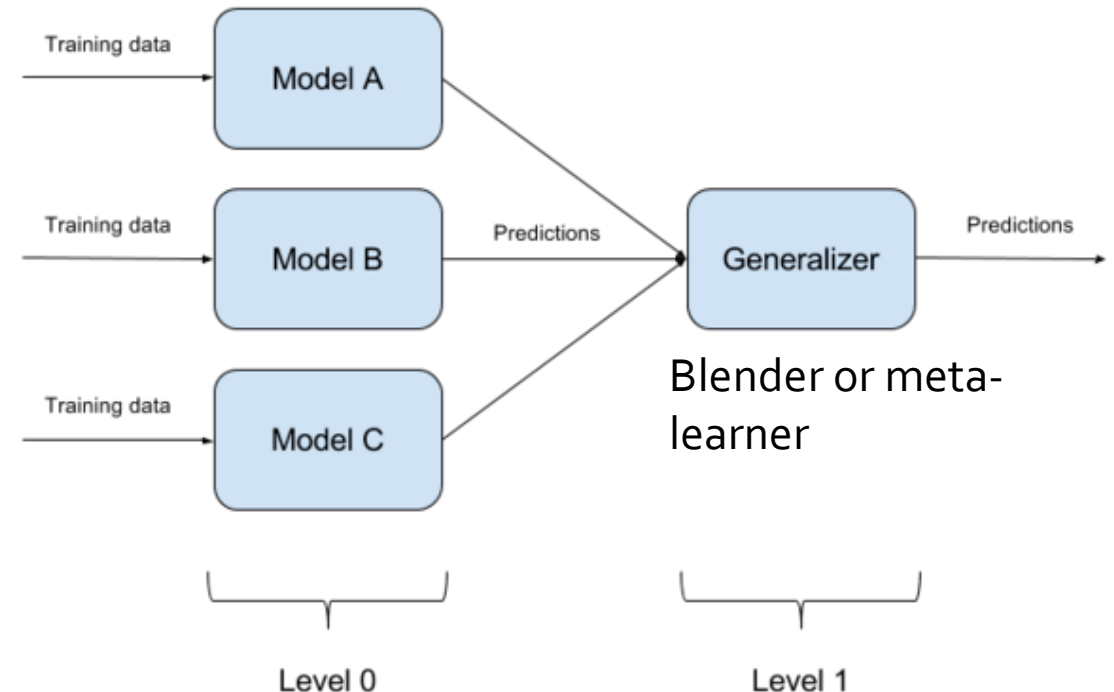 Training data
Model A
Training data
Model B
Predictions
Generalizer
Predictions
Blender or meta-
learner
Training data
Model C
Level 0
Level 1